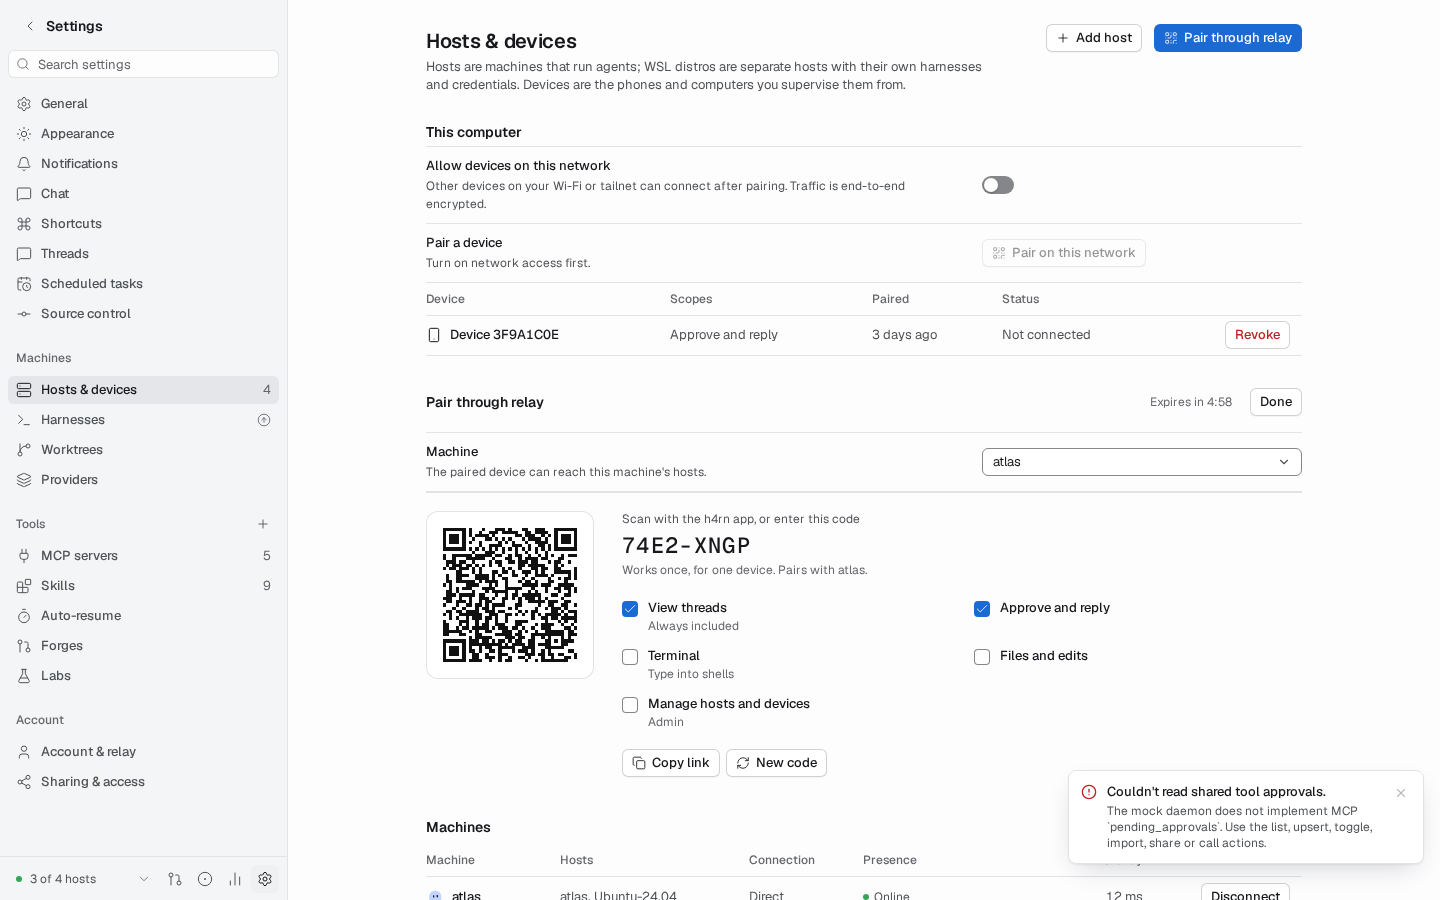 Settings
Search settings
General
Appearance
Notifications
Chat
Shortcuts
Threads
Scheduled tasks
Source control
Machines
Hosts & devices 4
Harnesses
Worktrees
Providers
Tools
MCP servers 5
Skills 9
Auto-resume
Forges
Labs
Account
Account & relay
Sharing & access
3 of 4 hosts
Hosts & devices
Add host
Pair through relay
Hosts are machines that run agents; WSL distros are separate hosts with their own harnesses
and credentials. Devices are the phones and computers you supervise them from.
This computer
Allow devices on this network
Other devices on your Wi-Fi or tailnet can connect after pairing. Traffic is end-to-end
encrypted.
Pair a device
Turn on network access first.
Pair on this network
Device Scopes Paired Status
Device 3F9A1C0E Approve and reply 3 days ago Not connected Revoke
Pair through relay
Expires in 4:58
Done
Machine
The paired device can reach this machine's hosts.
atlas
Scan with the h4rn app, or enter this code
74E2-XNGP
Works once, for one device. Pairs with atlas.
View threads
Always included
Approve and reply
Terminal
Type into shells
Files and edits
Manage hosts and devices
Admin
Copy link
New code
Machines
Machine Hosts Connection Presence
atlas atlas, Ubuntu-24.04 Direct Online 12 ms Disconnect
Couldn't read shared tool approvals.
The mock daemon does not implement MCP
`pending_approvals`. Use the list, upsert, toggle,
import, share or call actions.